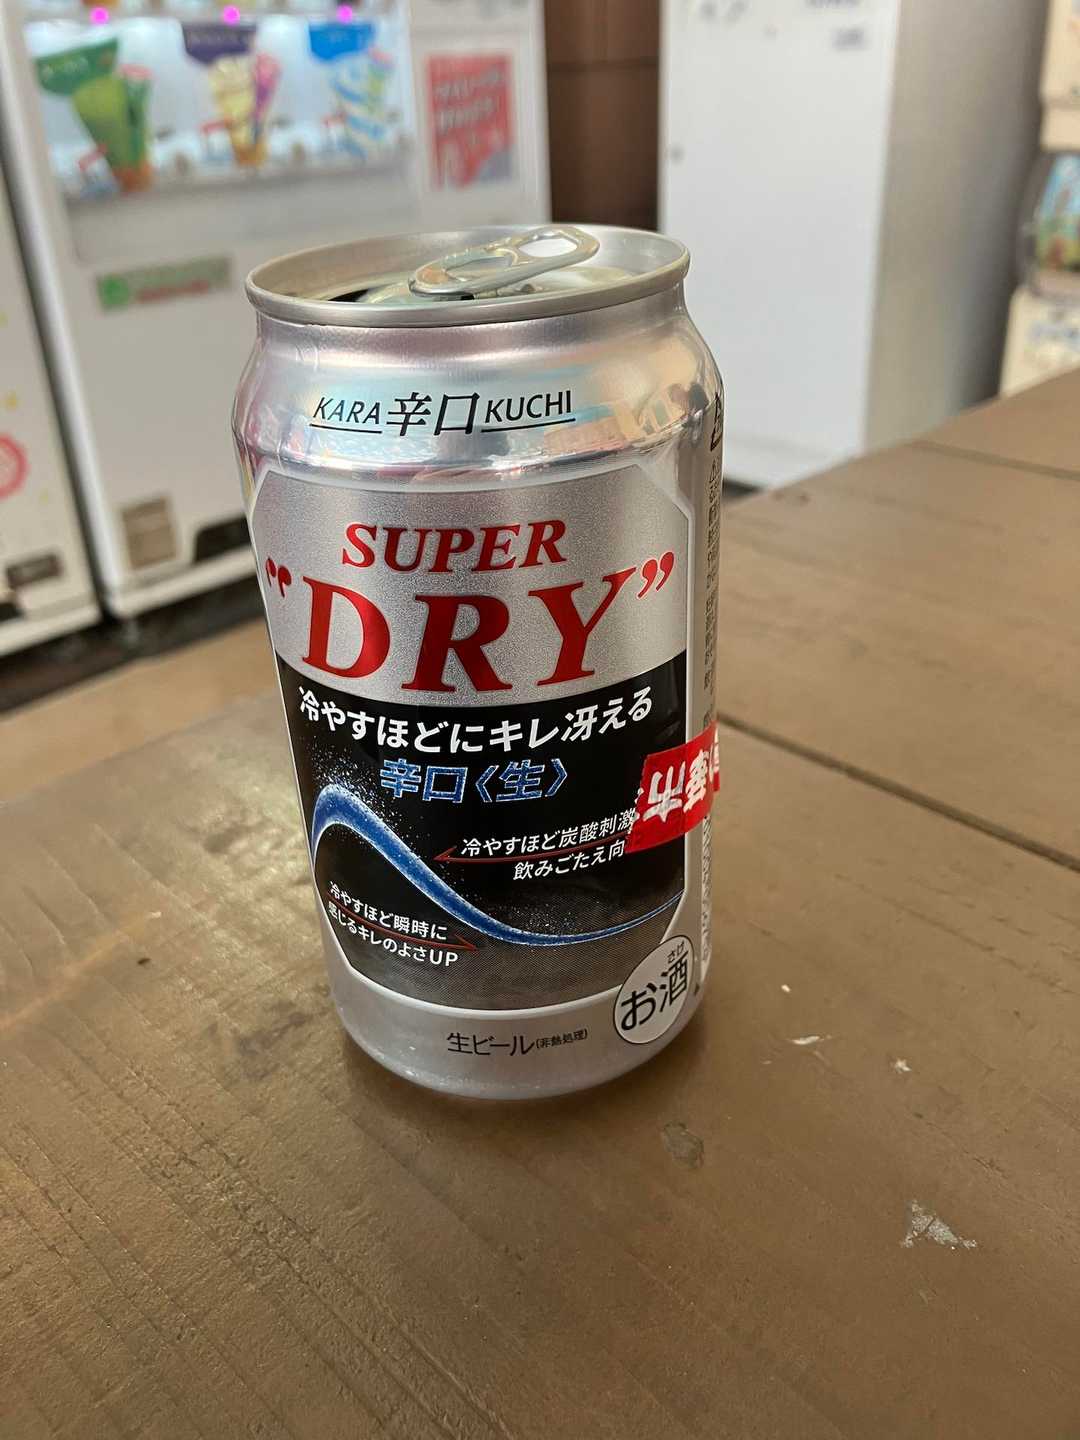 KARA辛口KUCHI
SUPER
“DRY”
冷やすほどにキレ冴える
辛口〈生〉
冷やすほど炭酸刺激
飲みごたえ向
冷やすほど瞬時に
感じるキレのよさUP
さけ
お酒
生ビール(非熱処理)